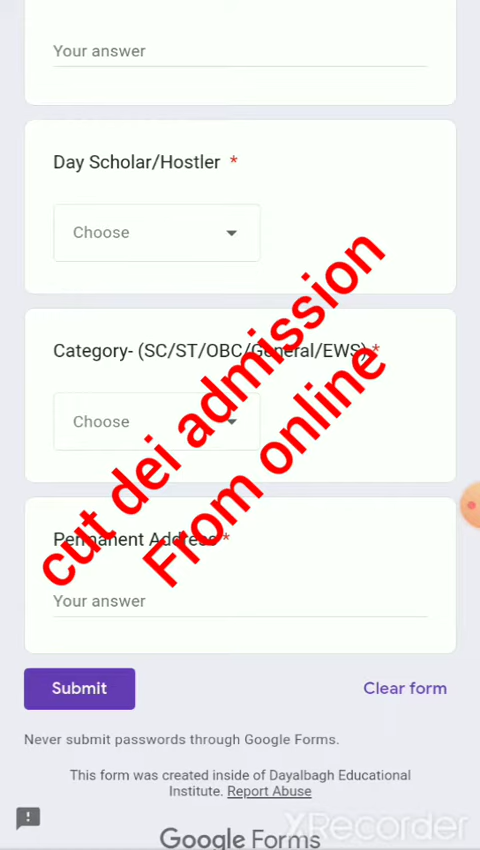 Your answer
Day Scholar/Hostler *
Choose
Category- (SC/ST/OBC/General/EWS) *
Choose
cut dei admission
From online
Permanent Address *
Your answer
Submit
Clear form
Never submit passwords through Google Forms.
This form was created inside of Dayalbagh Educational
Institute. Report Abuse
Google Forms
XRecorder